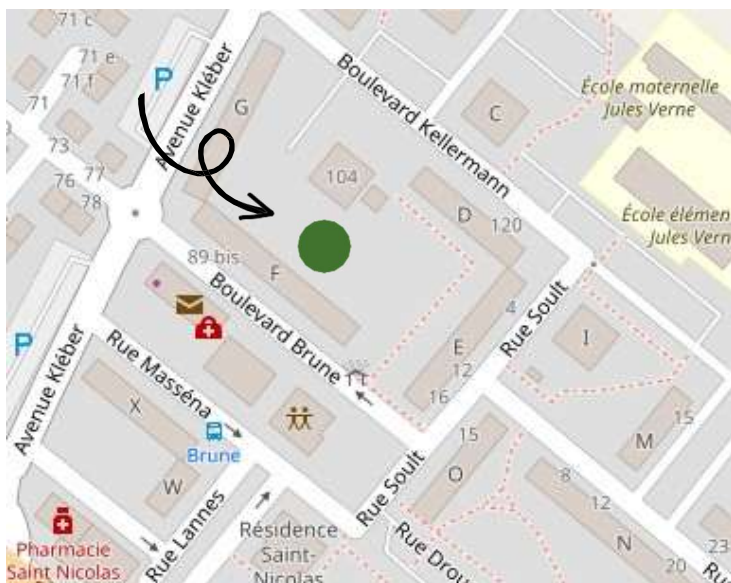 71 c
71 e
71 f
71
73
77
76
78
P
Avenue Kléber
G
Boulevard Kellermann
C
École maternelle
Jules Verne
104
D
120
École élémen
Jules Vern
89 bis
F
Boulevard Brune
4
Rue Soult
I
E
12
16
P
Avenue Kléber
Rue Masséna
X
Brune
W
Rue Lannes
15
O
Rue Soult
15
M
8
12
N
20
23
Pharmacie
Saint Nicolas
Résidence
Saint-
Nicolas
Rue Drou
Ru